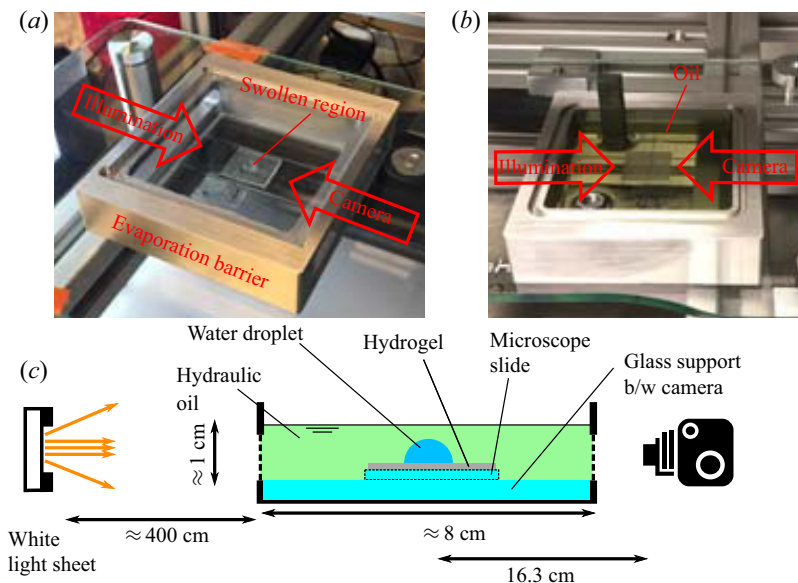 (a)
Illumination
Swollen region
Camera
Evaporation barrier
(b)
Oil
Illumination
Camera
(c)
Water droplet
Hydrogel
Microscope
slide
Hydraulic
oil
Glass support
b/w camera
≈ 1 cm
White
light sheet
≈ 400 cm
≈ 8 cm
16.3 cm